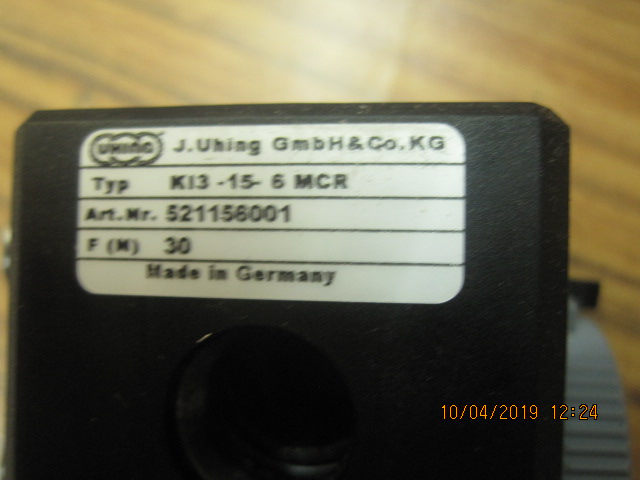 UHING J.Uhing GmbH & Co. KG
Typ KI3 -15- 6 MCR
Art.Nr. 521156001
F (M) 30
Made in Germany
10/04/2019 12:24